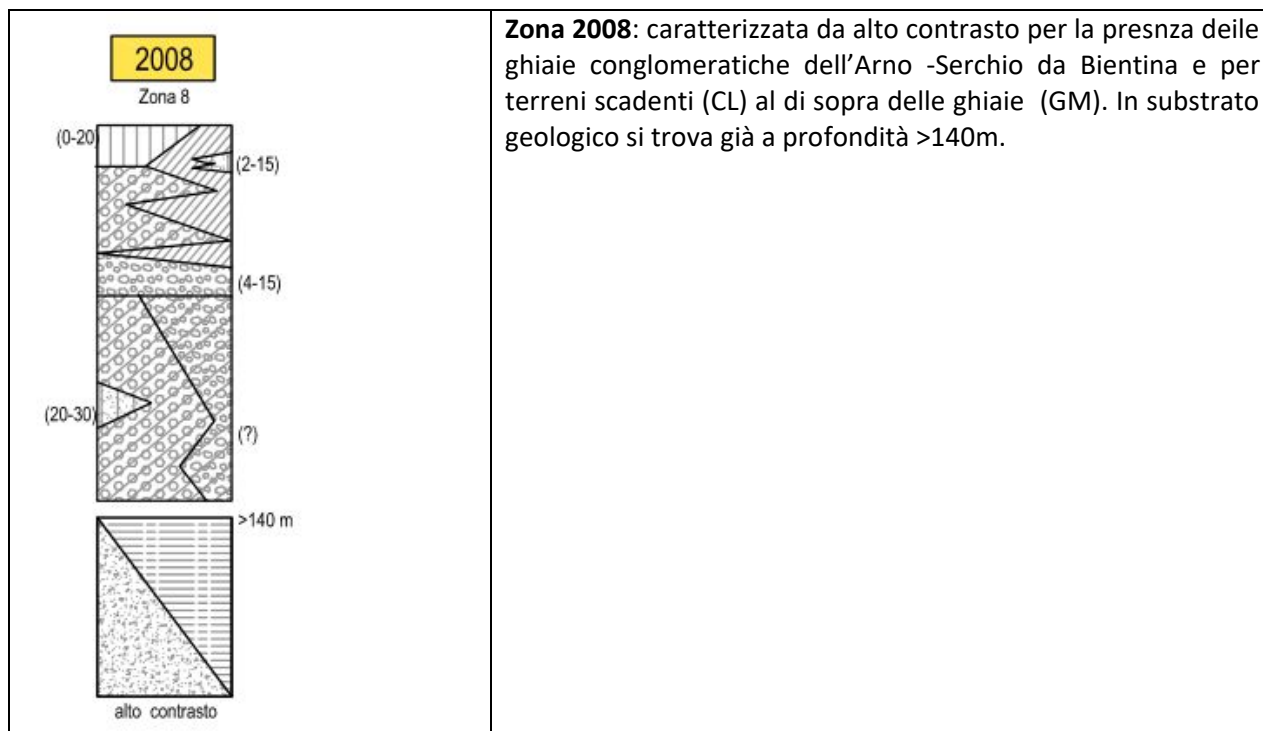 2008
Zona 8
(0-20)
(2-15)
(4-15)
(20-30)
(?)
>140 m
alto contrasto
Zona 2008: caratterizzata da alto contrasto per la presnza deile
ghiaie conglomeratiche dell’Arno -Serchio da Bientina e per
terreni scadenti (CL) al di sopra delle ghiaie (GM). In substrato
geologico si trova già a profondità >140m.